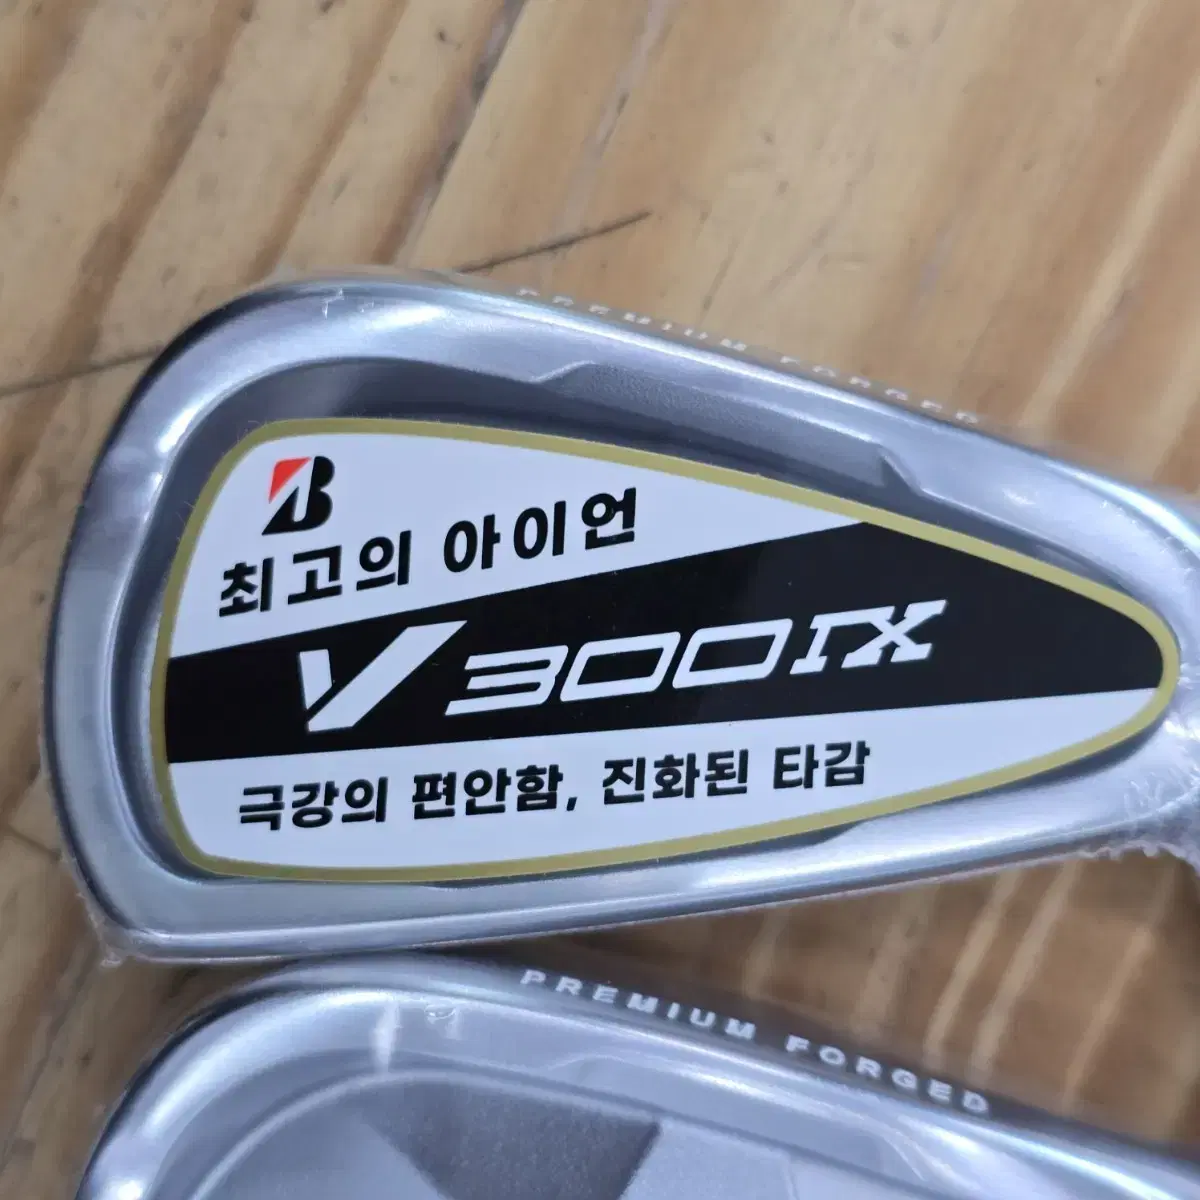 PREMIUM FORGED
B
최고의 아이언
V300IX
극강의 편안함, 진화된 타감
PREMIUM FORGED